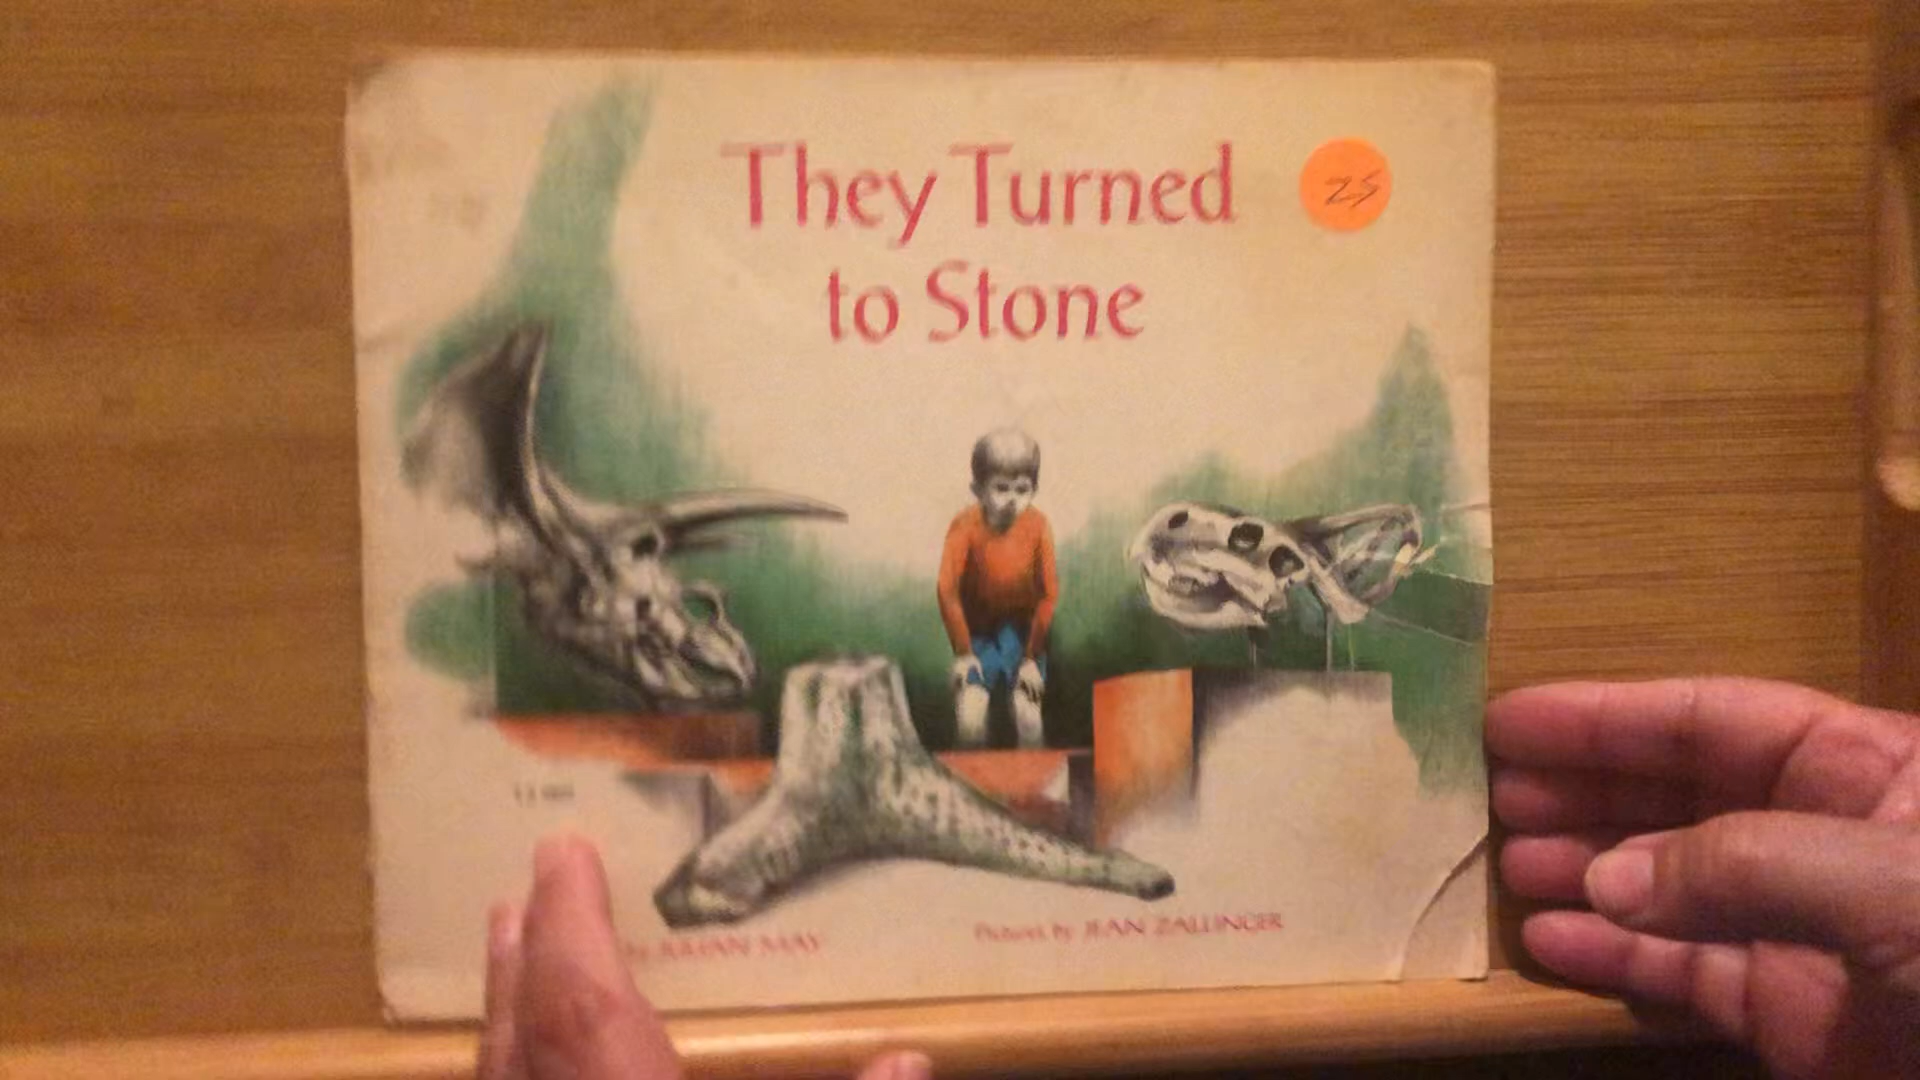 They Turned
to Stone
25
by JULIAN MAY
Pictures by JEAN ZALLINGER